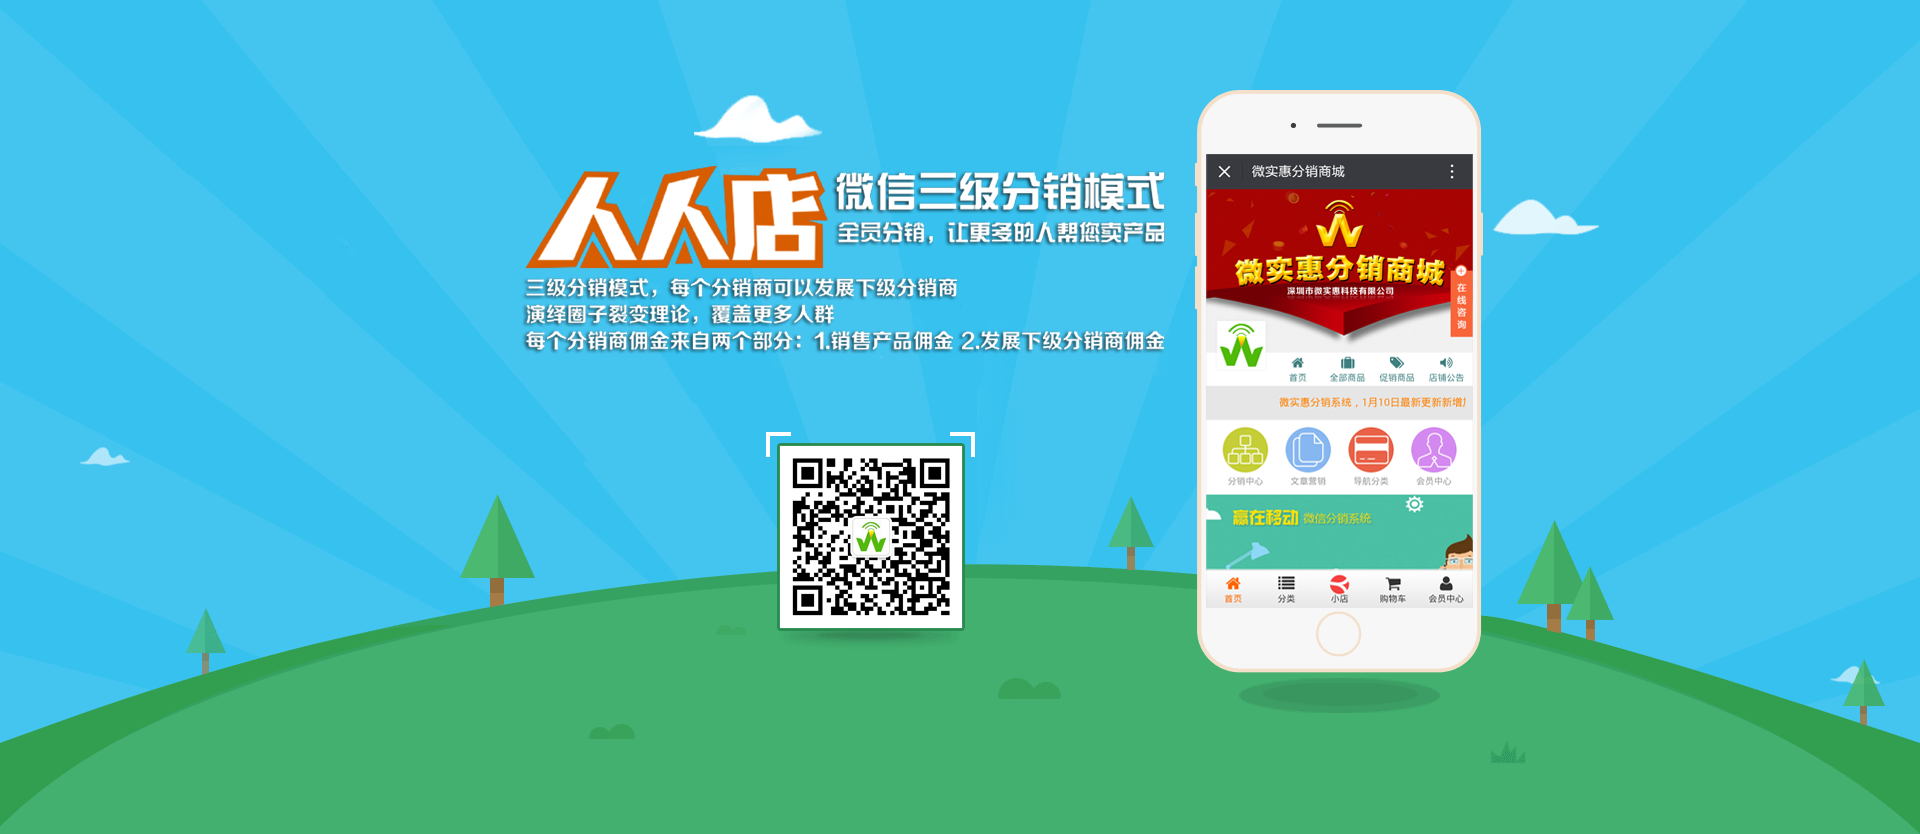 人人店
微信三级分销模式
全员分销，让更多的人帮您卖产品
三级分销模式，每个分销商可以发展下级分销商
演绎圈子裂变理论，覆盖更多人群
每个分销商佣金来自两个部分：1.销售产品佣金 2.发展下级分销商佣金
微实惠分销商城
微实惠分销商城
深圳市微实惠科技有限公司
在线咨询
首页 全部商品 促销商品 店铺公告
微实惠分销系统，1月10日最新更新新增
分销中心 文章营销 导航分类 会员中心
赢在移动 微信分销系统
首页 分类 小店 购物车 会员中心